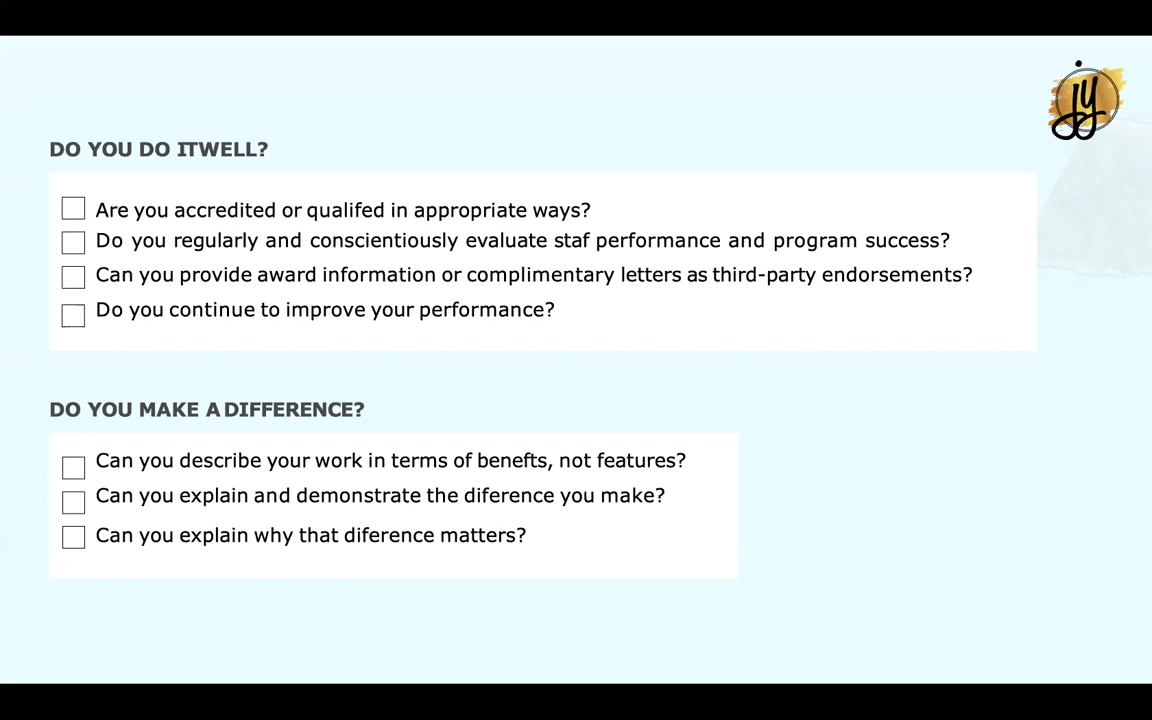 jy
DO YOU DO ITWELL?
Are you accredited or qualifed in appropriate ways?
Do you regularly and conscientiously evaluate staf performance and program success?
Can you provide award information or complimentary letters as third-party endorsements?
Do you continue to improve your performance?
DO YOU MAKE A DIFFERENCE?
Can you describe your work in terms of benefts, not features?
Can you explain and demonstrate the diference you make?
Can you explain why that diference matters?